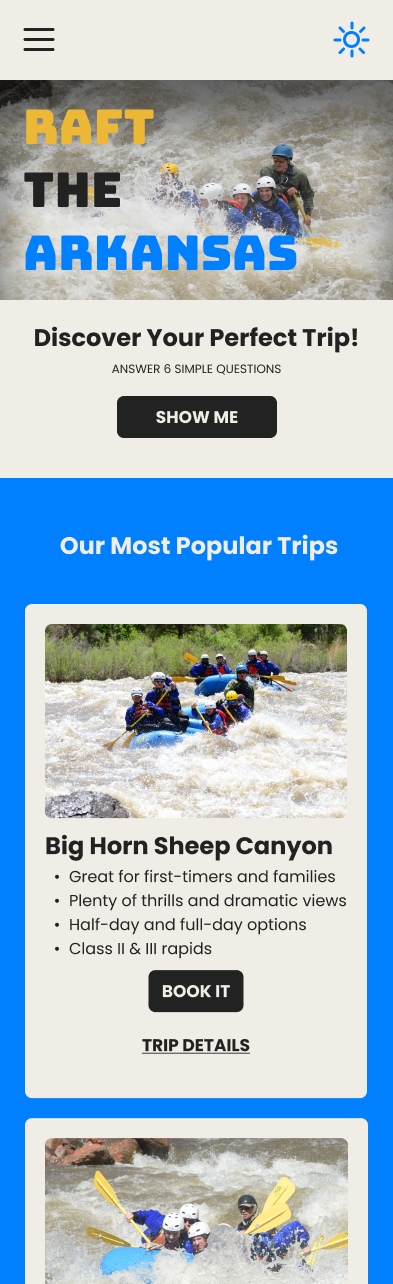 RAFT
THE
ARKANSAS
Discover Your Perfect Trip!
ANSWER 6 SIMPLE QUESTIONS
SHOW ME
Our Most Popular Trips
Big Horn Sheep Canyon
• Great for first-timers and families
• Plenty of thrills and dramatic views
• Half-day and full-day options
• Class II & III rapids
BOOK IT
TRIP DETAILS